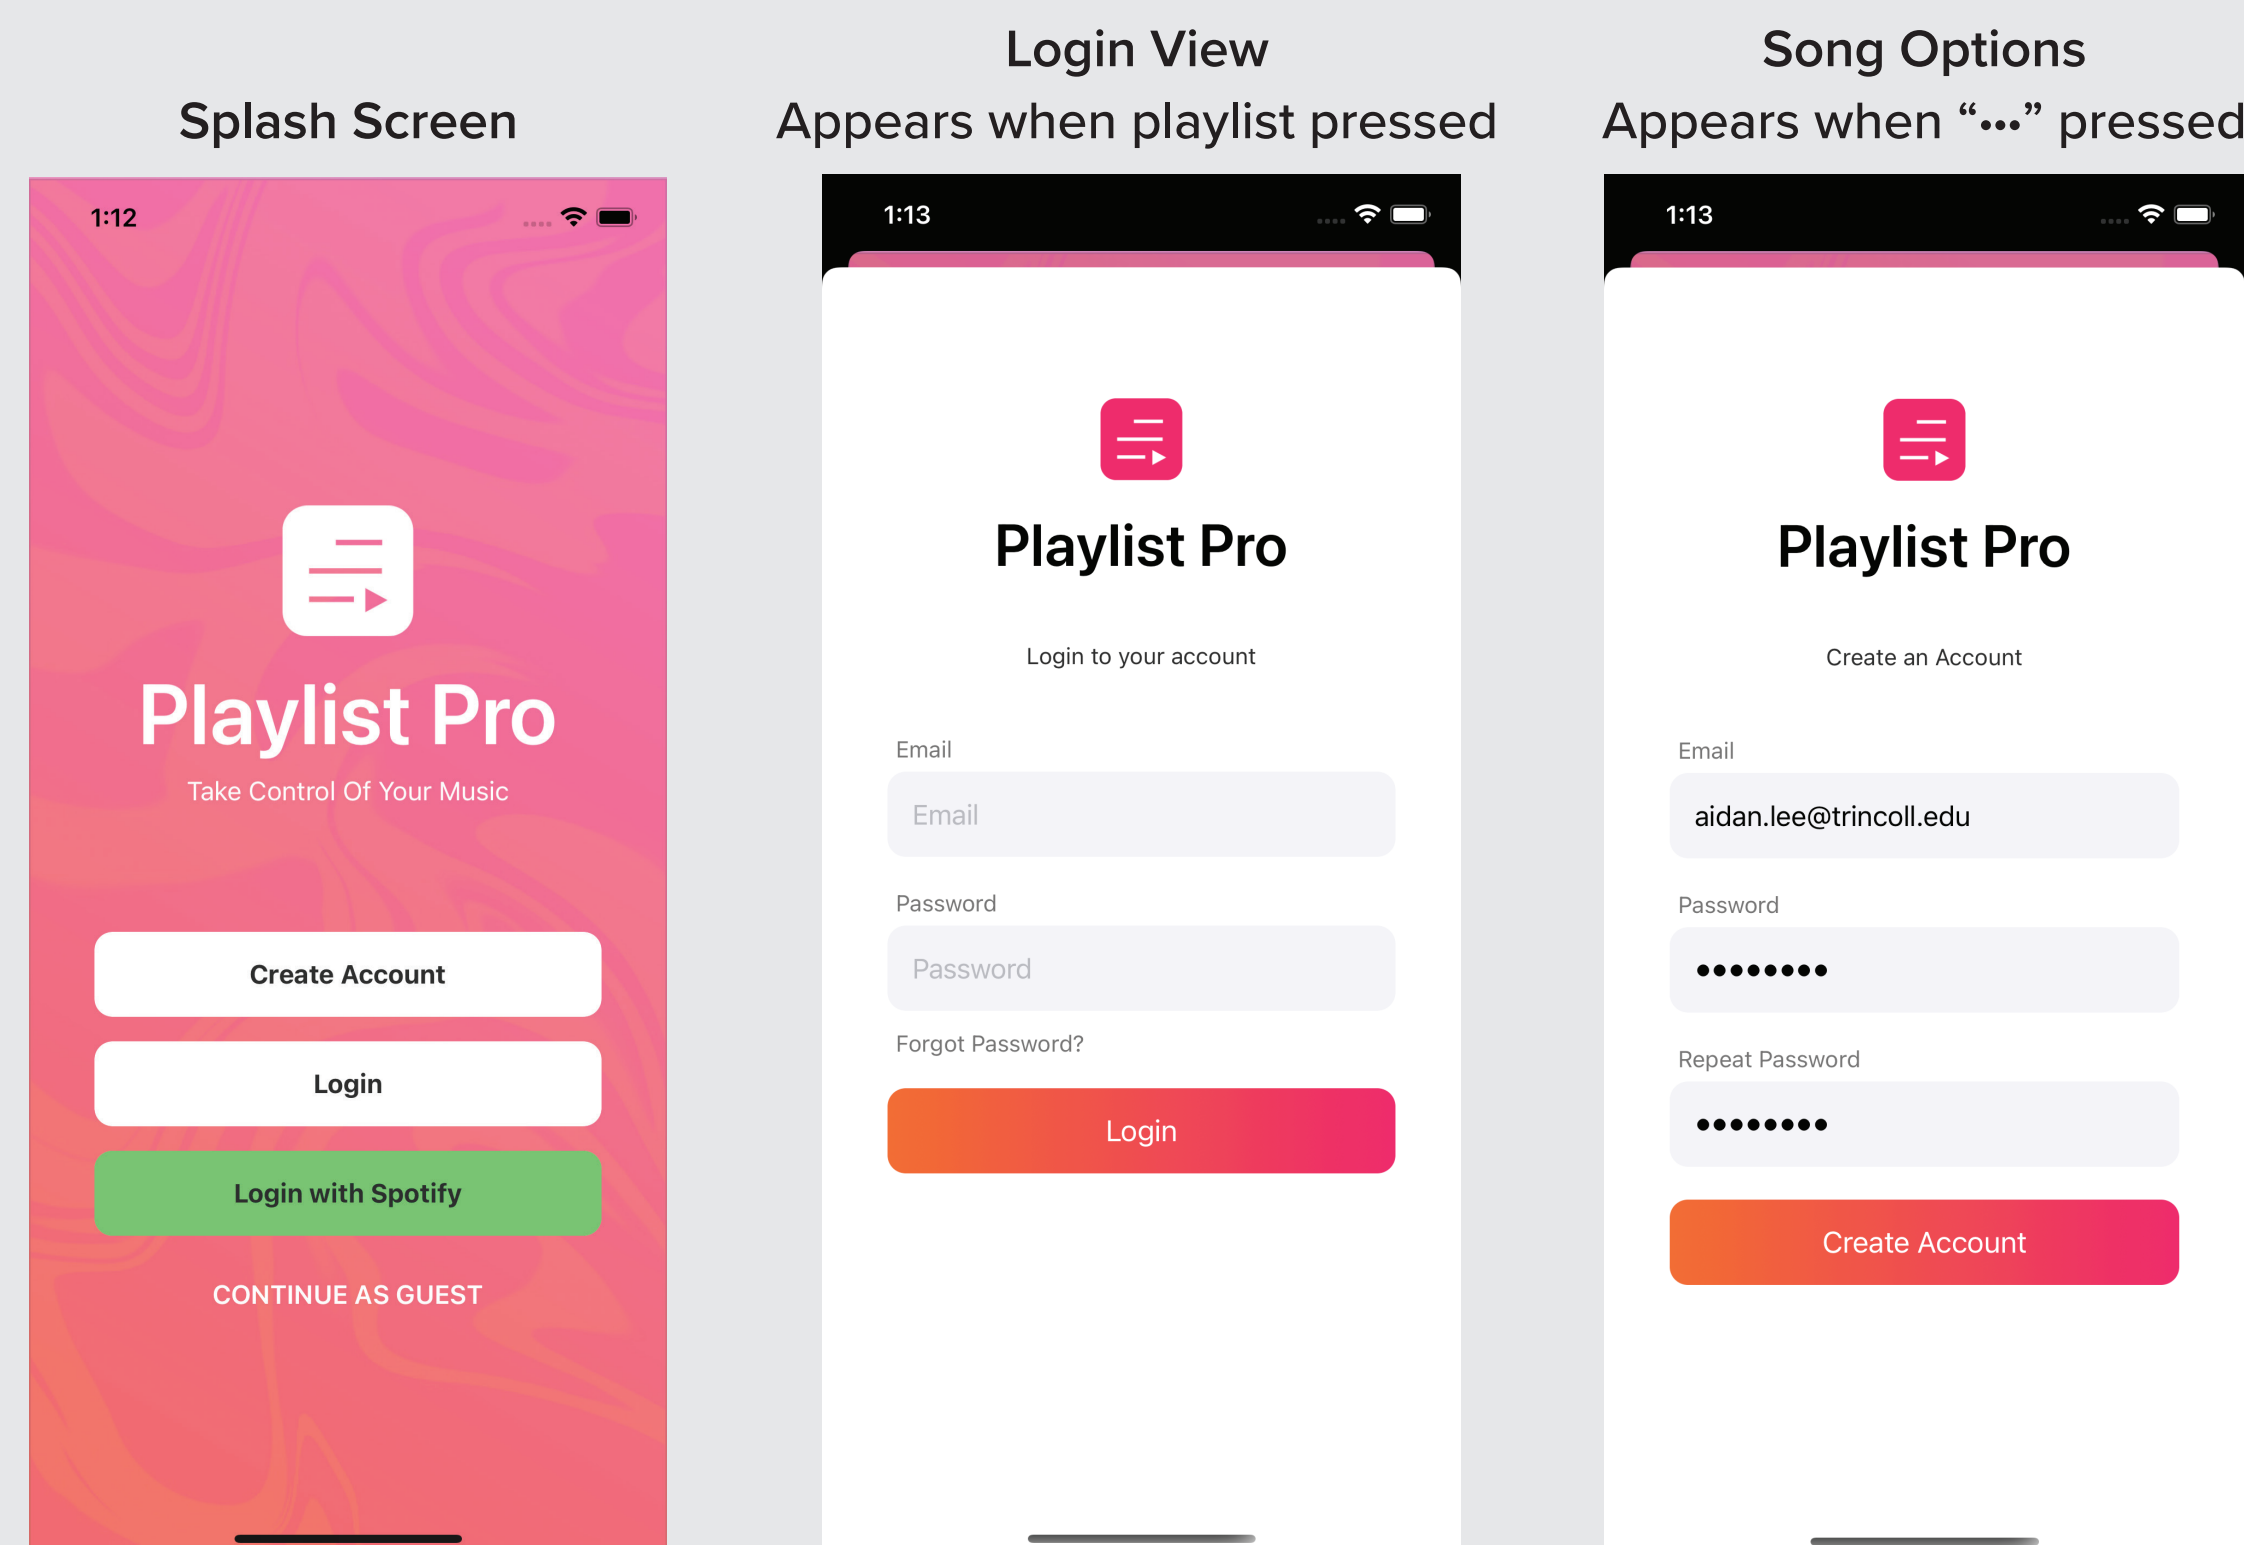 Splash Screen
1:12
Playlist Pro
Take Control Of Your Music
Create Account
Login
Login with Spotify
CONTINUE AS GUEST
Login View
Appears when playlist pressed
1:13
Playlist Pro
Login to your account
Email
Email
Password
Password
Forgot Password?
Login
Song Options
Appears when “•••” pressed
1:13
Playlist Pro
Create an Account
Email
aidan.lee@trincoll.edu
Password
••••••••
Repeat Password
••••••••
Create Account